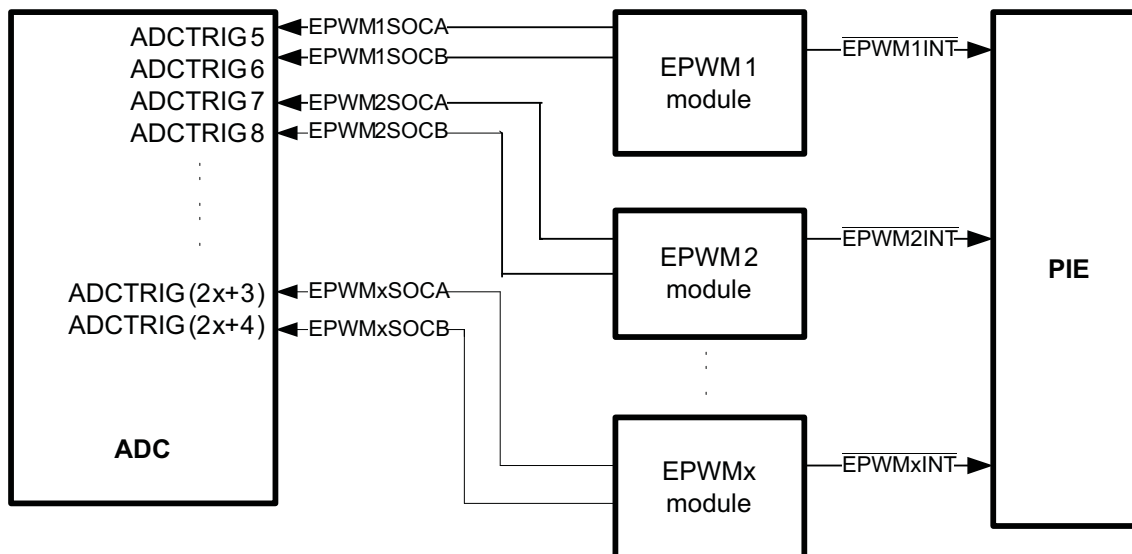 ADCTRIG5
ADCTRIG6
ADCTRIG7
ADCTRIG8
ADCTRIG(2x+3)
ADCTRIG(2x+4)
ADC
EPWM1SOCA
EPWM1SOCB
EPWM2SOCA
EPWM2SOCB
EPWMxSOCA
EPWMxSOCB
EPWM1
module
EPWM2
module
EPWMx
module
EPWM1INT
EPWM2INT
EPWMxINT
PIE